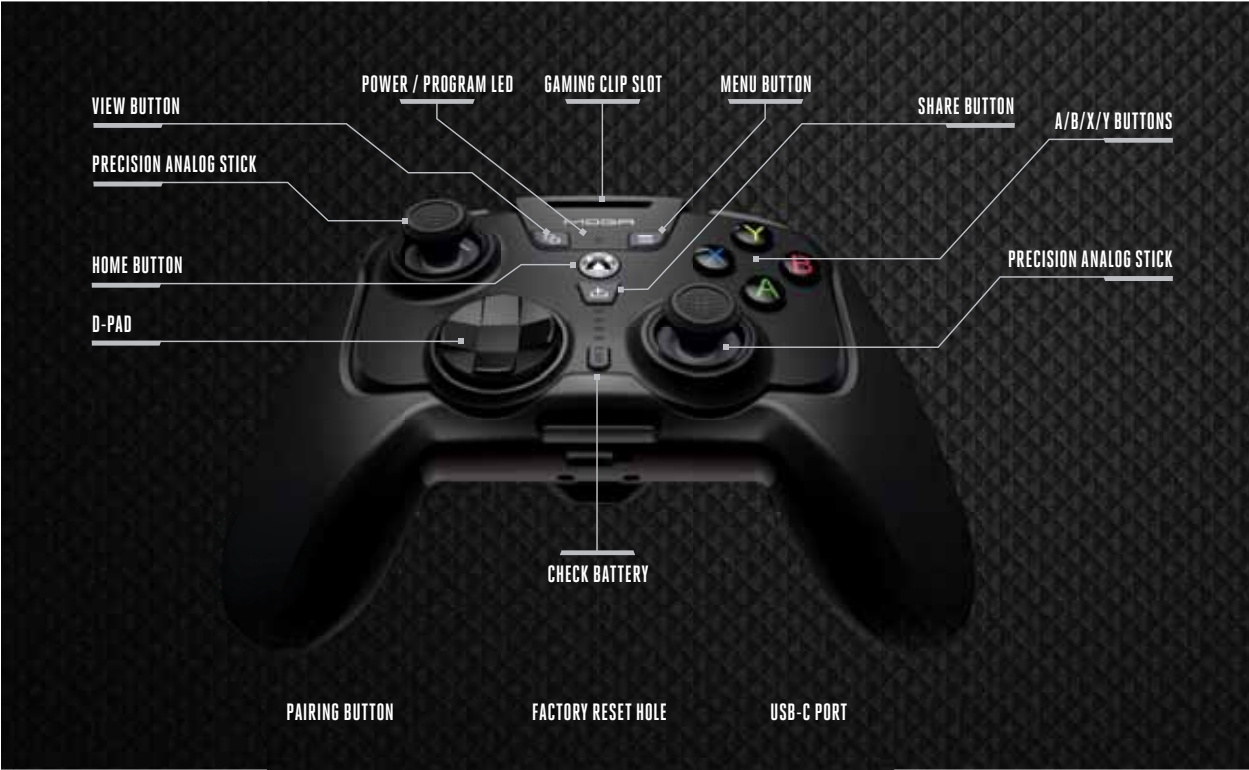 POWER / PROGRAM LED
GAMING CLIP SLOT
MENU BUTTON
VIEW BUTTON
SHARE BUTTON
A/B/X/Y BUTTONS
PRECISION ANALOG STICK
MOGA
Y
X
B
A
HOME BUTTON
PRECISION ANALOG STICK
D-PAD
CHECK BATTERY
PAIRING BUTTON
FACTORY RESET HOLE
USB-C PORT